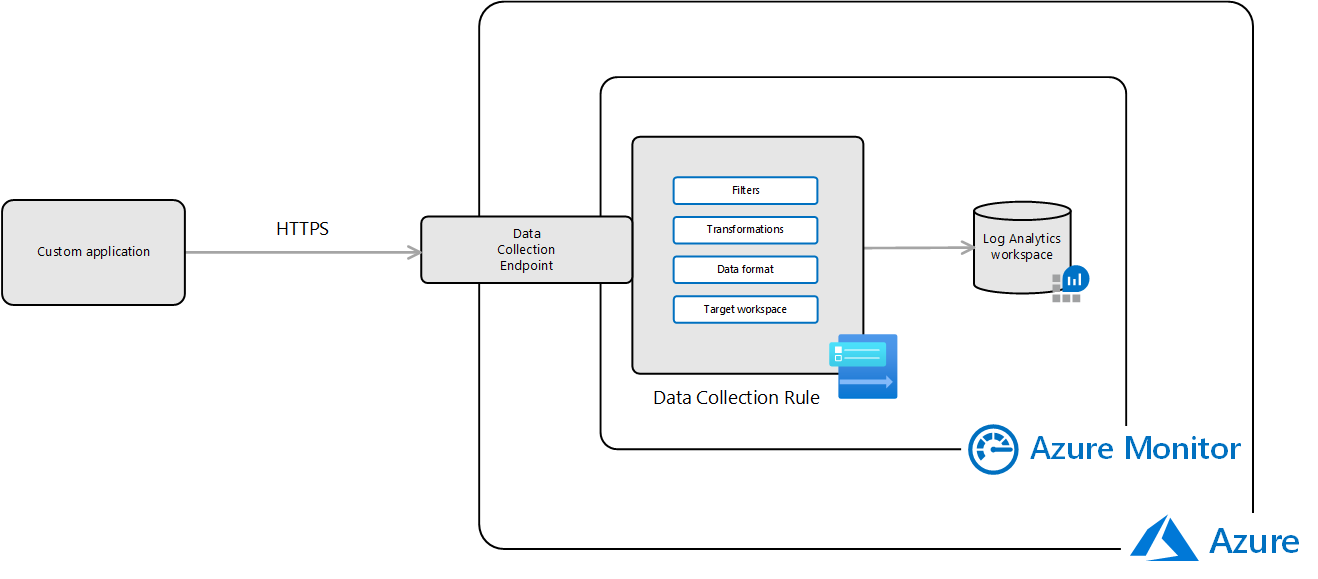 Custom application
HTTPS
Data
Collection
Endpoint
Filters
Transformations
Data format
Target workspace
Data Collection Rule
Log Analytics
workspace
Azure Monitor
Azure